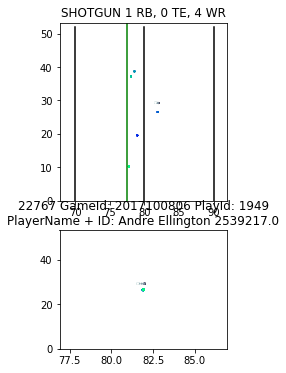 SHOTGUN 1 RB, 0 TE, 4 WR
50
40
30
20
10
0
70 75 80 85 90
22767 GameId: 2017100806 PlayId: 1949
PlayerName + ID: Andre Ellington 2539217.0
40
20
0
77.5 80.0 82.5 85.0